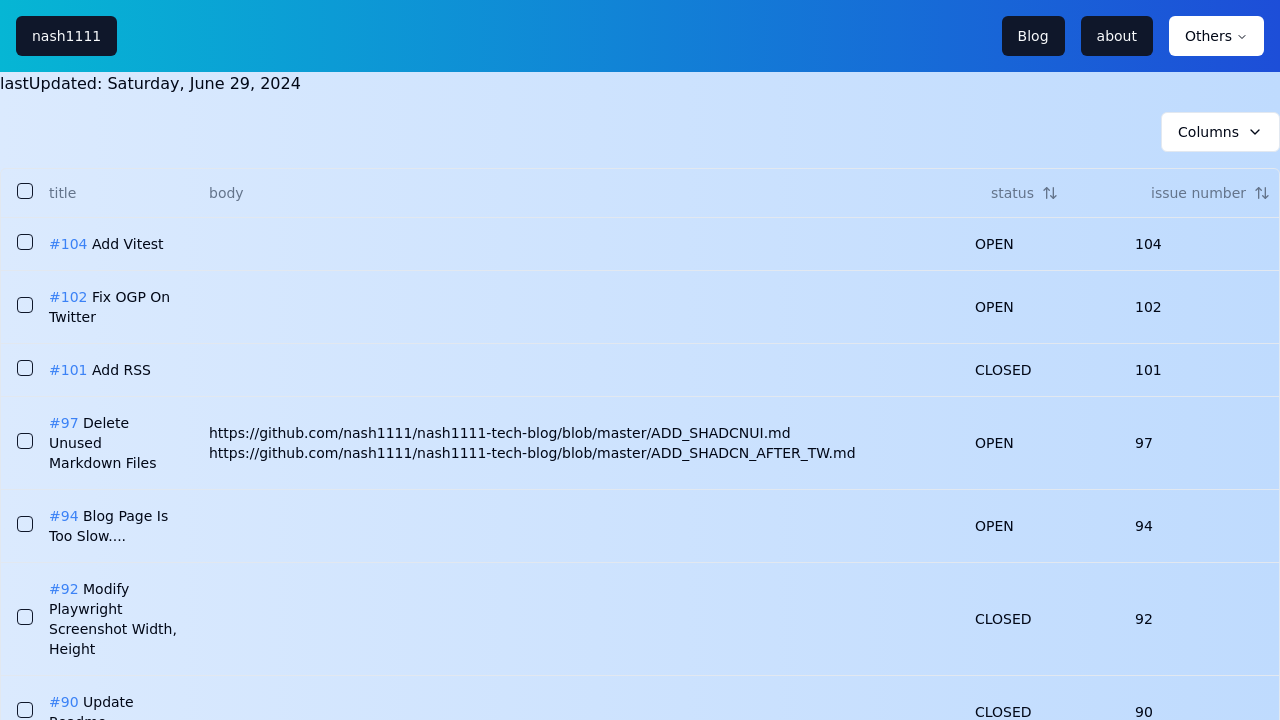 nash1111
Blog
about
Others
lastUpdated: Saturday, June 29, 2024
Columns
title body status issue number
#104 Add Vitest OPEN 104
#102 Fix OGP On
Twitter
OPEN 102
#101 Add RSS CLOSED 101
#97 Delete
Unused
Markdown Files
https://github.com/nash1111/nash1111-tech-blog/blob/master/ADD_SHADCNUI.md
https://github.com/nash1111/nash1111-tech-blog/blob/master/ADD_SHADCN_AFTER_TW.md
OPEN 97
#94 Blog Page Is
Too Slow....
OPEN 94
#92 Modify
Playwright
Screenshot Width,
Height
CLOSED 92
#90 Update
CLOSED 90